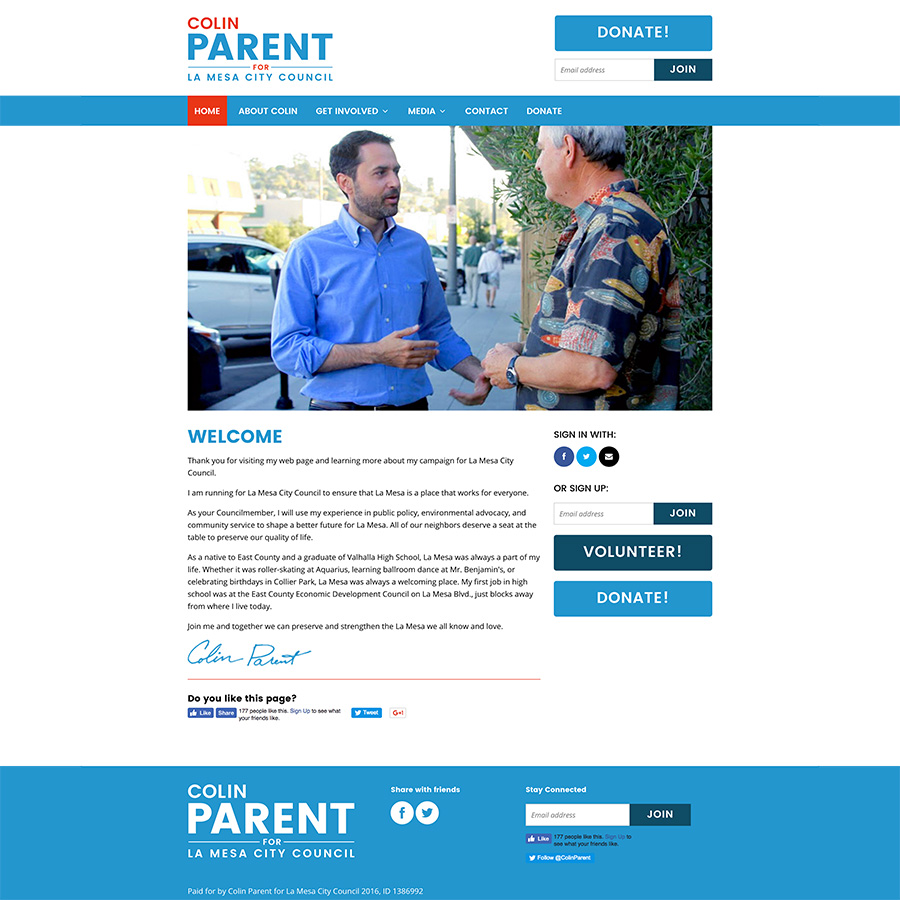 COLIN
PARENT
FOR
LA MESA CITY COUNCIL
DONATE!
Email address
JOIN
HOME
ABOUT COLIN
GET INVOLVED
MEDIA
CONTACT
DONATE
WELCOME
Thank you for visiting my web page and learning more about my campaign for La Mesa City
Council.
I am running for La Mesa City Council to ensure that La Mesa is a place that works for everyone.
As your Councilmember, I will use my experience in public policy, environmental advocacy, and
community service to shape a better future for La Mesa. All of our neighbors deserve a seat at the
table to preserve our quality of life.
As a native to East County and a graduate of Valhalla High School, La Mesa was always a part of my
life. Whether it was roller-skating at Aquarius, learning ballroom dance at Mr. Benjamin's, or
celebrating birthdays in Collier Park, La Mesa was always a welcoming place. My first job in high
school was at the East County Economic Development Council on La Mesa Blvd., just blocks away
from where I live today.
Join me and together we can preserve and strengthen the La Mesa we all know and love.
Colin Parent
Do you like this page?
Like
Share
177 people like this. Sign Up to see what
your friends like.
Tweet
G+1
SIGN IN WITH:
OR SIGN UP:
Email address
JOIN
VOLUNTEER!
DONATE!
COLIN
PARENT
FOR
LA MESA CITY COUNCIL
Share with friends
Stay Connected
Email address
JOIN
Like
177 people like this. Sign Up to
see what your friends like.
Follow @ColinParent
Paid for by Colin Parent for La Mesa City Council 2016, ID 1386992